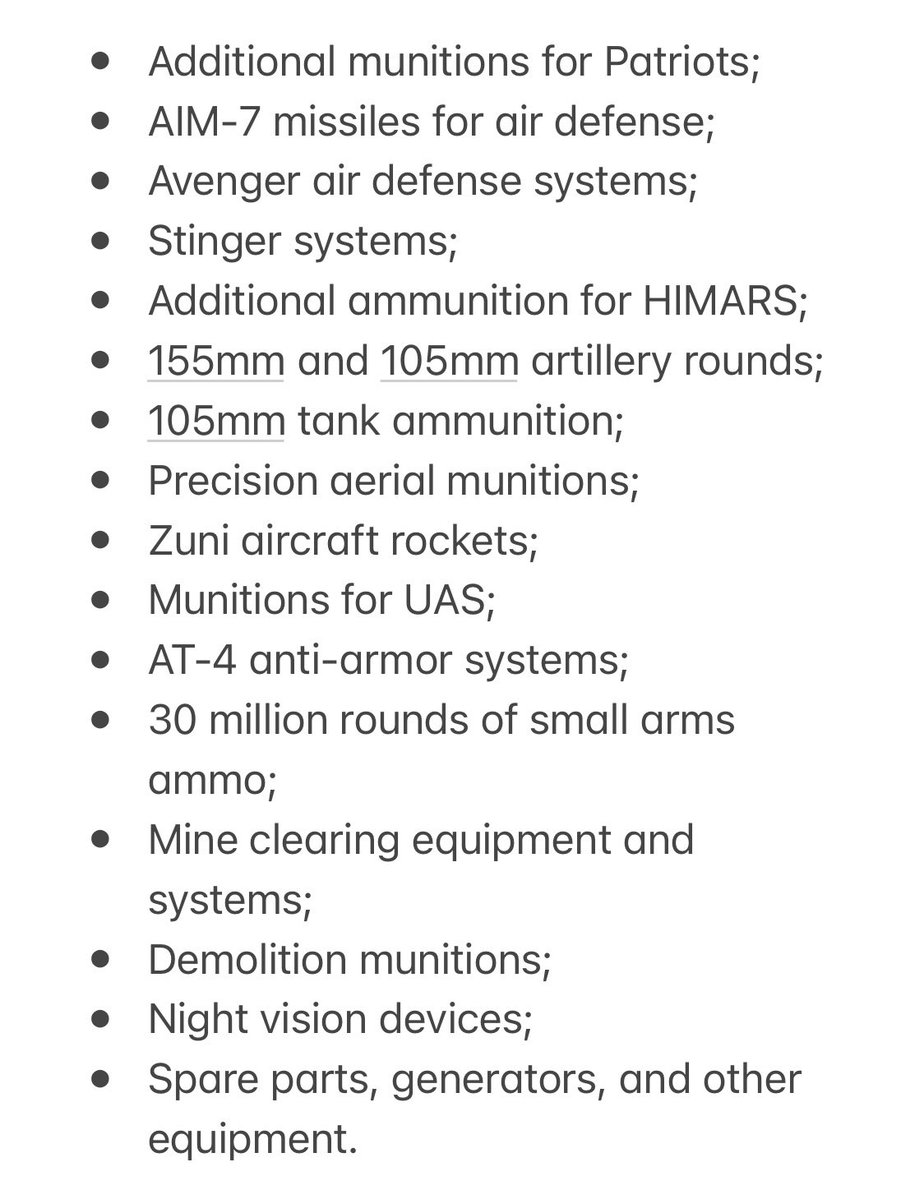 • Additional munitions for Patriots;
• AIM-7 missiles for air defense;
• Avenger air defense systems;
• Stinger systems;
• Additional ammunition for HIMARS;
• 155mm and 105mm artillery rounds;
• 105mm tank ammunition;
• Precision aerial munitions;
• Zuni aircraft rockets;
• Munitions for UAS;
• AT-4 anti-armor systems;
• 30 million rounds of small arms
ammo;
• Mine clearing equipment and
systems;
• Demolition munitions;
• Night vision devices;
• Spare parts, generators, and other
equipment.